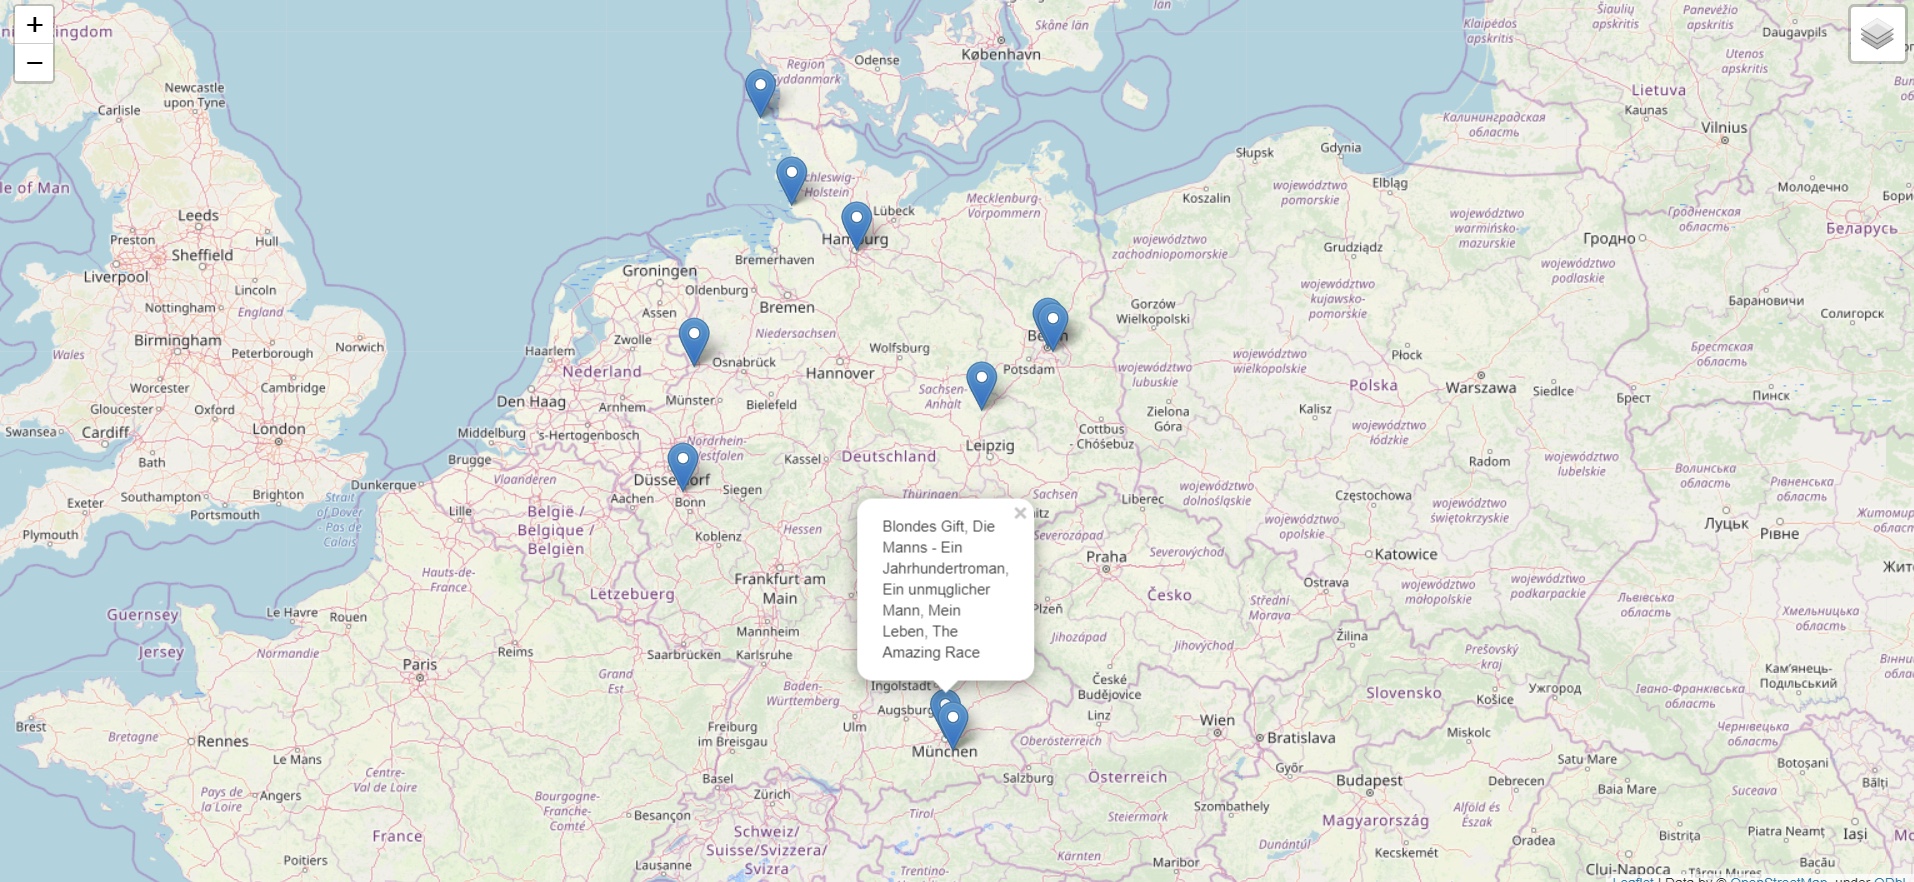 +
−
Newcastle
upon Tyne
Carlisle
Leeds
Preston
Hull
Sheffield
Liverpool
Lincoln
Nottingham
England
Birmingham
Peterborough
Norwich
Wales
Worcester
Cambridge
Gloucester
Oxford
Swansea
Cardiff
London
Bath
Exeter
Southampton
Brighton
Portsmouth
Plymouth
Strait
of Dover
- Pas de
Calais
Guernsey
Jersey
Region
Syddanmark
Odense
København
Skåne län
Schleswig-
Holstein
Lübeck
Hamburg
Mecklenburg-
Vorpommern
Groningen
Bremerhaven
Oldenburg
Bremen
Assen
Zwolle
Niedersachsen
Haarlem
Nederland
Osnabrück
Hannover
Wolfsburg
Berlin
Potsdam
Den Haag
Arnhem
Münster
Bielefeld
Sachsen-
Anhalt
Middelburg
's-Hertogenbosch
Brugge
Vlaanderen
Nordrhein-
Westfalen
Kassel
Deutschland
Leipzig
Cottbus
- Chóśebuz
Dunkerque
Lille
Düsseldorf
Aachen
Bonn
Siegen
België /
Belgique /
Belgien
Koblenz
Hessen
Thüringen
Sachsen
Liberec
Blondes Gift, Die
Manns - Ein
Jahrhundertroman,
Ein unmџglicher
Mann, Mein
Leben, The
Amazing Race
×
Hauts-de-
France
Lëtzebuerg
Frankfurt am
Main
Le Havre
Rouen
Mannheim
Normandie
Reims
Saarbrücken
Karlsruhe
Paris
Grand
Est
Baden-
Württemberg
Ingolstadt
Augsburg
Ulm
München
Brest
Bretagne
Rennes
Le Mans
Freiburg
im Breisgau
Pays de
la Loire
Angers
Centre-
Val de Loire
Bourgogne-
Franche-
Comté
Basel
Zürich
Besançon
France
Schweiz/
Suisse/Svizzera/
Svizra
Poitiers
Lausanne
Tirol
Salzburg
Oberösterreich
Österreich
Steiermark
Kärnten
Maribor
Trentino-
Severozápad
Praha
Severovýchod
Plzeň
Česko
Střední
Morava
Jihozápad
Jihovýchod
České
Budějovice
Linz
Wien
Bratislava
Győr
Szombathely
Budapest
Magyarország
Dunántúl
Kecskemét
Alföld és
Észak
Debrecen
Miskolc
Oradea
Cluj-Napoca
Satu Mare
Baia Mare
Bistrița
Târgu Mureș
Suceava
Botoșani
Bălți
Piatra Neamț
Iași
Bacău
Žilina
Prešovský
kraj
Slovensko
Košice
Ужгород
Słupsk
Gdynia
Koszalin
Elbląg
województwo
pomorskie
województwo
zachodniopomorskie
województwo
warmińsko-
mazurskie
Grudziądz
województwo
kujawsko-
pomorskie
województwo
podlaskie
Gorzów
Wielkopolski
Płock
województwo
wielkopolskie
województwo
lubuskie
Polska
Warszawa
Siedlce
Zielona
Góra
Kalisz
województwo
łódzkie
Radom
województwo
lubelskie
województwo
dolnośląskie
Częstochowa
województwo
świętokrzyskie
województwo
opolskie
Katowice
Ostrava
województwo
małopolskie
województwo
podkarpackie
Klaipėdos
apskritis
Šiaulių
apskritis
Panevėžio
apskritis
Daugavpils
Utenos
apskritis
Lietuva
Kaunas
Vilnius
Калининградская
область
Молодечно
Гродненская
область
Беларусь
Гродно
Барановичи
Солигорск
Брестская
область
Брест
Пинск
Волинська
область
Рівненська
область
Луцьк
Рівне
Львівська
область
Хмельницька
область
Кам'янець-
Подільський
Івано-Франківська
область
Чернівецька
область
Leaflet | Data by © OpenStreetMap, under ODbL